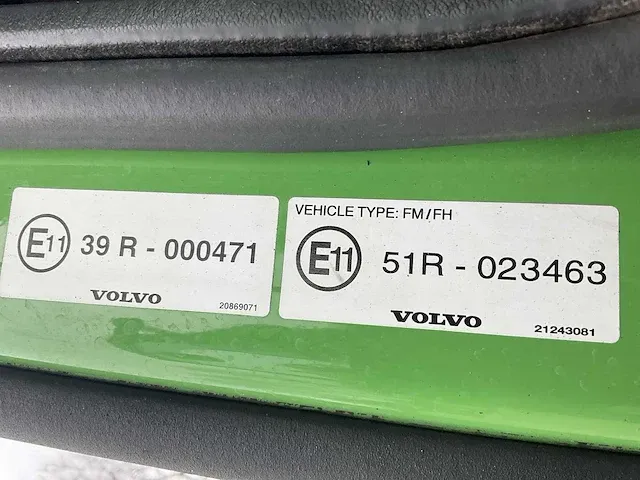 E11 39 R - 000471
VOLVO
20869071
VEHICLE TYPE: FM/FH
E11 51R - 023463
VOLVO
21243081